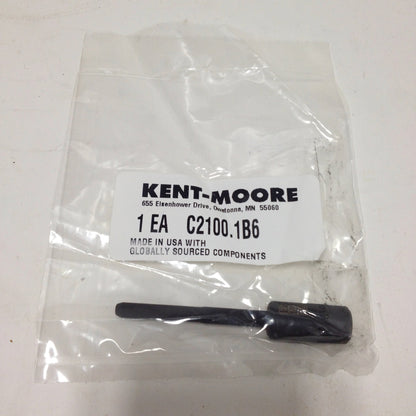 KENT-MOORE
655 Eisenhower Drive, Owatonna, MN 55060
1 EA C2100.1B6
MADE IN USA WITH
GLOBALLY SOURCED COMPONENTS